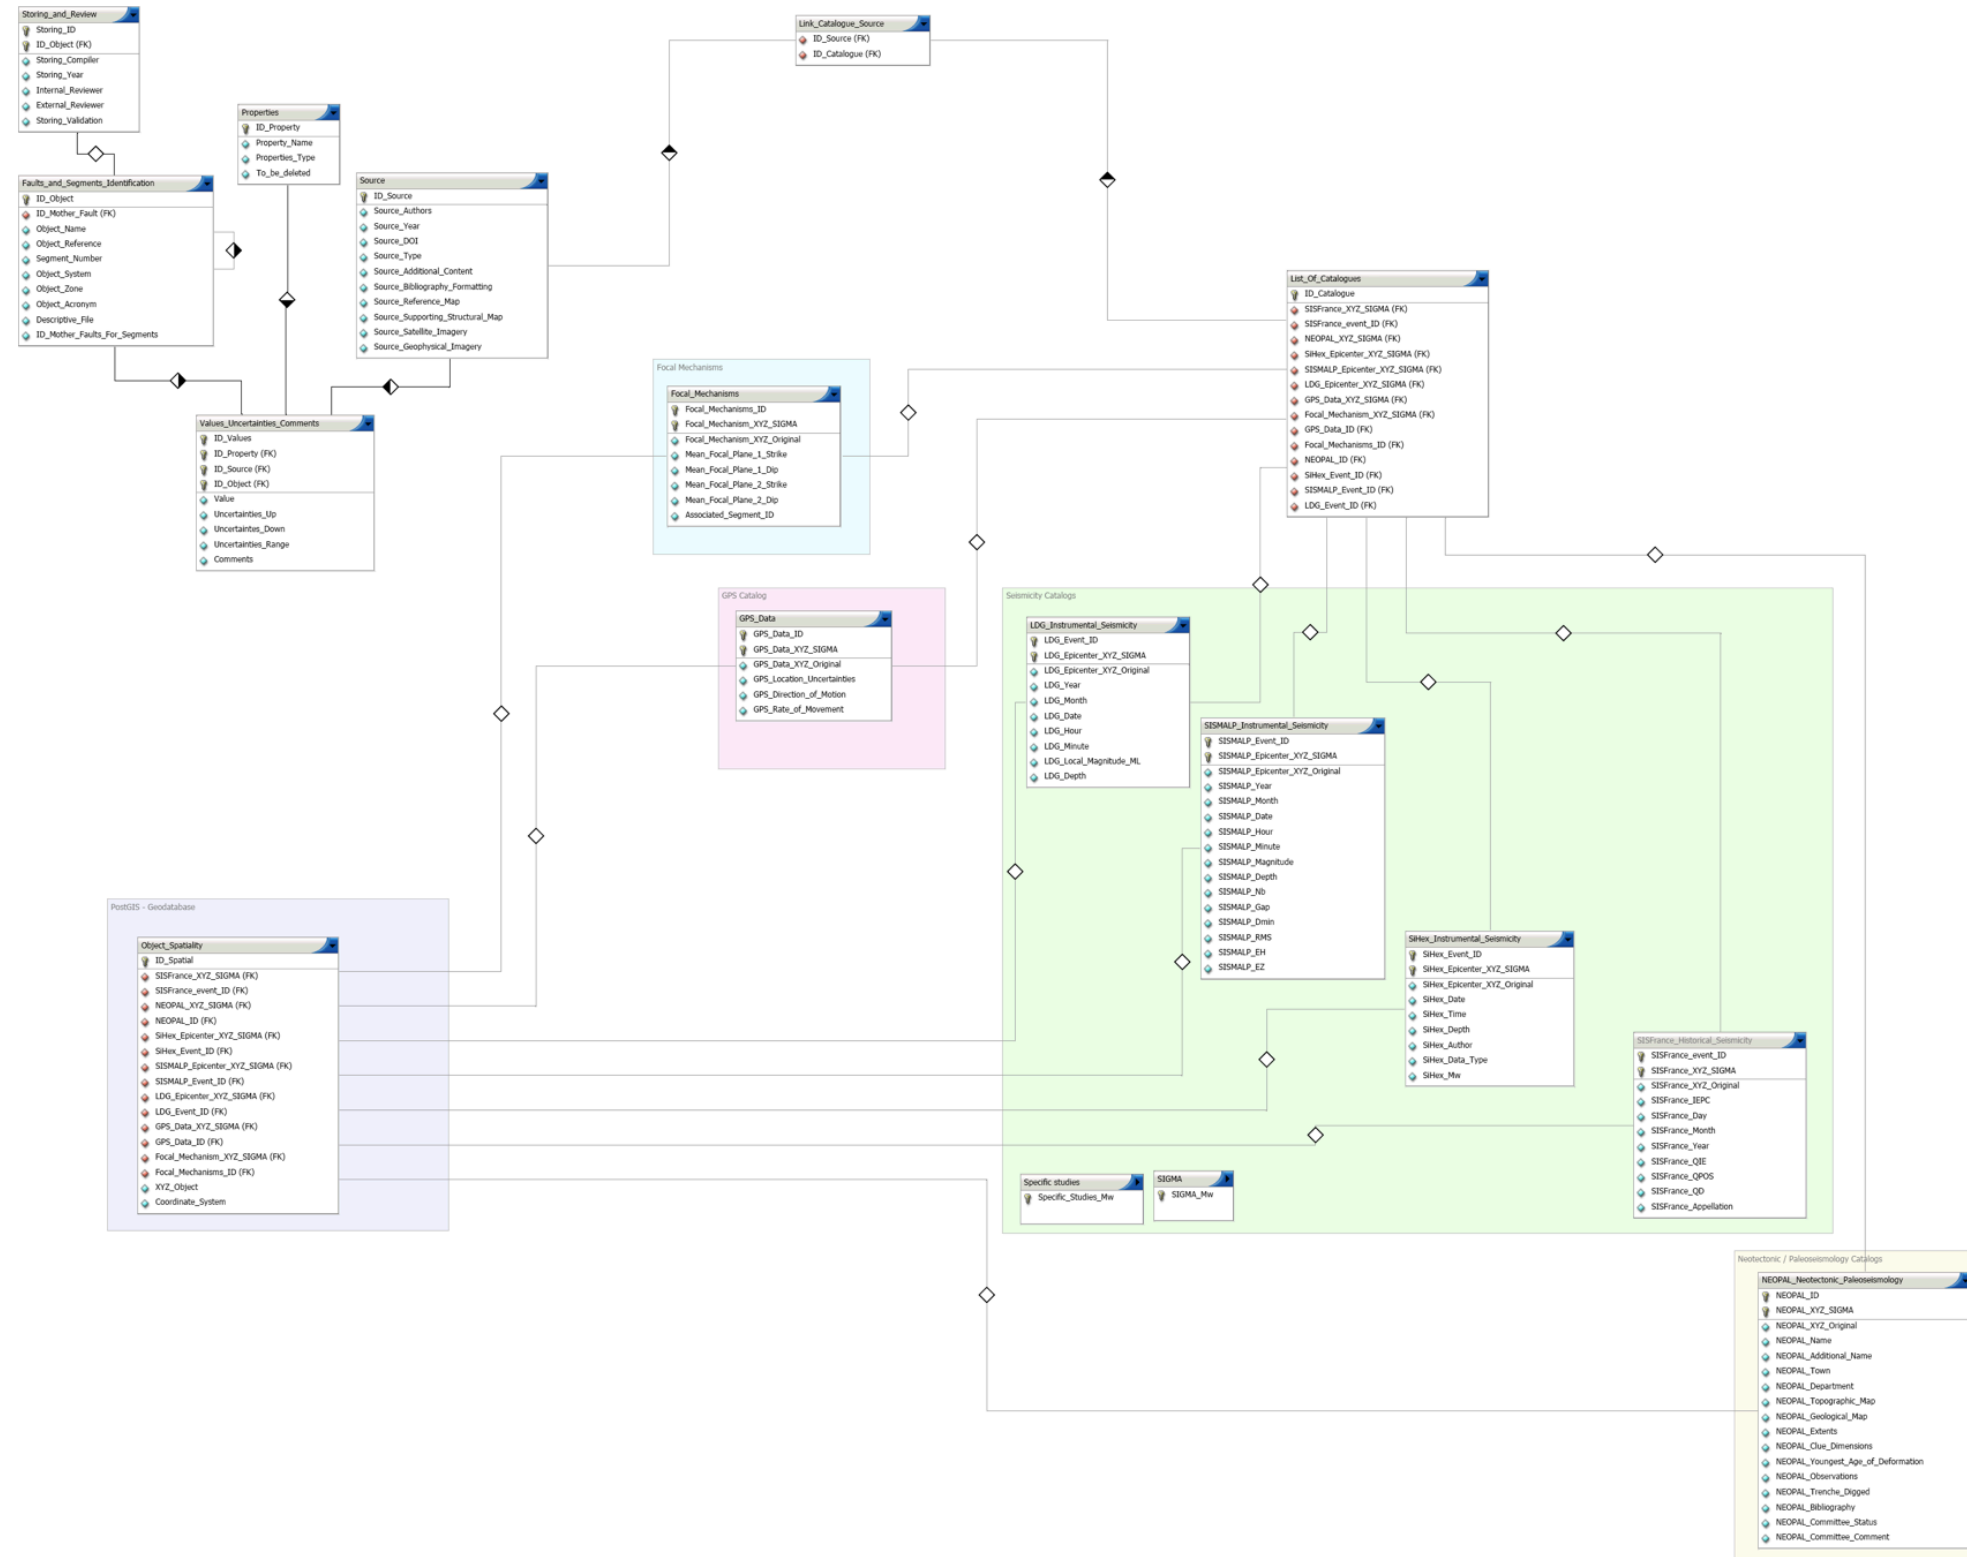 Storing_and_Review
Storing_ID
ID_Object (FK)
Storing_Compiler
Storing_Year
Internal_Reviewer
External_Reviewer
Storing_Validation
Link_Catalogue_Source
ID_Source (FK)
ID_Catalogue (FK)
Properties
ID_Property
Property_Name
Properties_Type
To_be_deleted
Faults_and_Segments_Identification
ID_Object
ID_Mother_Fault (FK)
Object_Name
Object_Reference
Segment_Number
Object_System
Object_Zone
Object_Acronym
Descriptive_File
ID_Mother_Faults_For_Segments
Source
ID_Source
Source_Authors
Source_Year
Source_DOI
Source_Type
Source_Additional_Content
Source_Bibliography_Formatting
Source_Reference_Map
Source_Supporting_Structural_Map
Source_Satellite_Imagery
Source_Geophysical_Imagery
List_Of_Catalogues
ID_Catalogue
SISFrance_XYZ_SIGMA (FK)
SISFrance_event_ID (FK)
NEOPAL_XYZ_SIGMA (FK)
SiHex_Epicenter_XYZ_SIGMA (FK)
SISMALP_Epicenter_XYZ_SIGMA (FK)
LDG_Epicenter_XYZ_SIGMA (FK)
GPS_Data_XYZ_SIGMA (FK)
Focal_Mechanism_XYZ_SIGMA (FK)
GPS_Data_ID (FK)
Focal_Mechanisms_ID (FK)
NEOPAL_ID (FK)
SiHex_Event_ID (FK)
SISMALP_Event_ID (FK)
LDG_Event_ID (FK)
Focal Mechanisms
Focal_Mechanisms
Focal_Mechanisms_ID
Focal_Mechanism_XYZ_SIGMA
Focal_Mechanism_XYZ_Original
Mean_Focal_Plane_1_Strike
Mean_Focal_Plane_1_Dip
Mean_Focal_Plane_2_Strike
Mean_Focal_Plane_2_Dip
Associated_Segment_ID
Values_Uncertainties_Comments
ID_Values
ID_Property (FK)
ID_Source (FK)
ID_Object (FK)
Value
Uncertainties_Up
Uncertaintes_Down
Uncertainties_Range
Comments
GPS Catalog
GPS_Data
GPS_Data_ID
GPS_Data_XYZ_SIGMA
GPS_Data_XYZ_Original
GPS_Location_Uncertainties
GPS_Direction_of_Motion
GPS_Rate_of_Movement
Seismicity Catalogs
LDG_Instrumental_Seismicity
LDG_Event_ID
LDG_Epicenter_XYZ_SIGMA
LDG_Epicenter_XYZ_Original
LDG_Year
LDG_Month
LDG_Date
LDG_Hour
LDG_Minute
LDG_Local_Magnitude_ML
LDG_Depth
SISMALP_Instrumental_Seismicity
SISMALP_Event_ID
SISMALP_Epicenter_XYZ_SIGMA
SISMALP_Epicenter_XYZ_Original
SISMALP_Year
SISMALP_Month
SISMALP_Date
SISMALP_Hour
SISMALP_Minute
SISMALP_Magnitude
SISMALP_Depth
SISMALP_Nb
SISMALP_Gap
SISMALP_Dmin
SISMALP_RMS
SISMALP_EH
SISMALP_EZ
PostGIS - Geodatabase
Object_Spatiality
ID_Spatial
SISFrance_XYZ_SIGMA (FK)
SISFrance_event_ID (FK)
NEOPAL_XYZ_SIGMA (FK)
NEOPAL_ID (FK)
SiHex_Epicenter_XYZ_SIGMA (FK)
SiHex_Event_ID (FK)
SISMALP_Epicenter_XYZ_SIGMA (FK)
SISMALP_Event_ID (FK)
LDG_Epicenter_XYZ_SIGMA (FK)
LDG_Event_ID (FK)
GPS_Data_XYZ_SIGMA (FK)
GPS_Data_ID (FK)
Focal_Mechanism_XYZ_SIGMA (FK)
Focal_Mechanisms_ID (FK)
XYZ_Object
Coordinate_System
SiHex_Instrumental_Seismicity
SiHex_Event_ID
SiHex_Epicenter_XYZ_SIGMA
SiHex_Epicenter_XYZ_Original
SiHex_Date
SiHex_Time
SiHex_Depth
SiHex_Author
SiHex_Data_Type
SiHex_Mw
SISFrance_Historical_Seismicity
SISFrance_event_ID
SISFrance_XYZ_SIGMA
SISFrance_XYZ_Original
SISFrance_IEPC
SISFrance_Day
SISFrance_Month
SISFrance_Year
SISFrance_QIE
SISFrance_QPOS
SISFrance_QD
SISFrance_Appellation
Specific studies
Specific_Studies_Mw
SIGMA
SIGMA_Mw
Neotectonic / Paleoseismology Catalogs
NEOPAL_Neotectonic_Paleoseismology
NEOPAL_ID
NEOPAL_XYZ_SIGMA
NEOPAL_XYZ_Original
NEOPAL_Name
NEOPAL_Additional_Name
NEOPAL_Town
NEOPAL_Department
NEOPAL_Topographic_Map
NEOPAL_Geological_Map
NEOPAL_Extents
NEOPAL_Clue_Dimensions
NEOPAL_Youngest_Age_of_Deformation
NEOPAL_Observations
NEOPAL_Trenche_Digged
NEOPAL_Bibliography
NEOPAL_Committee_Status
NEOPAL_Committee_Comment